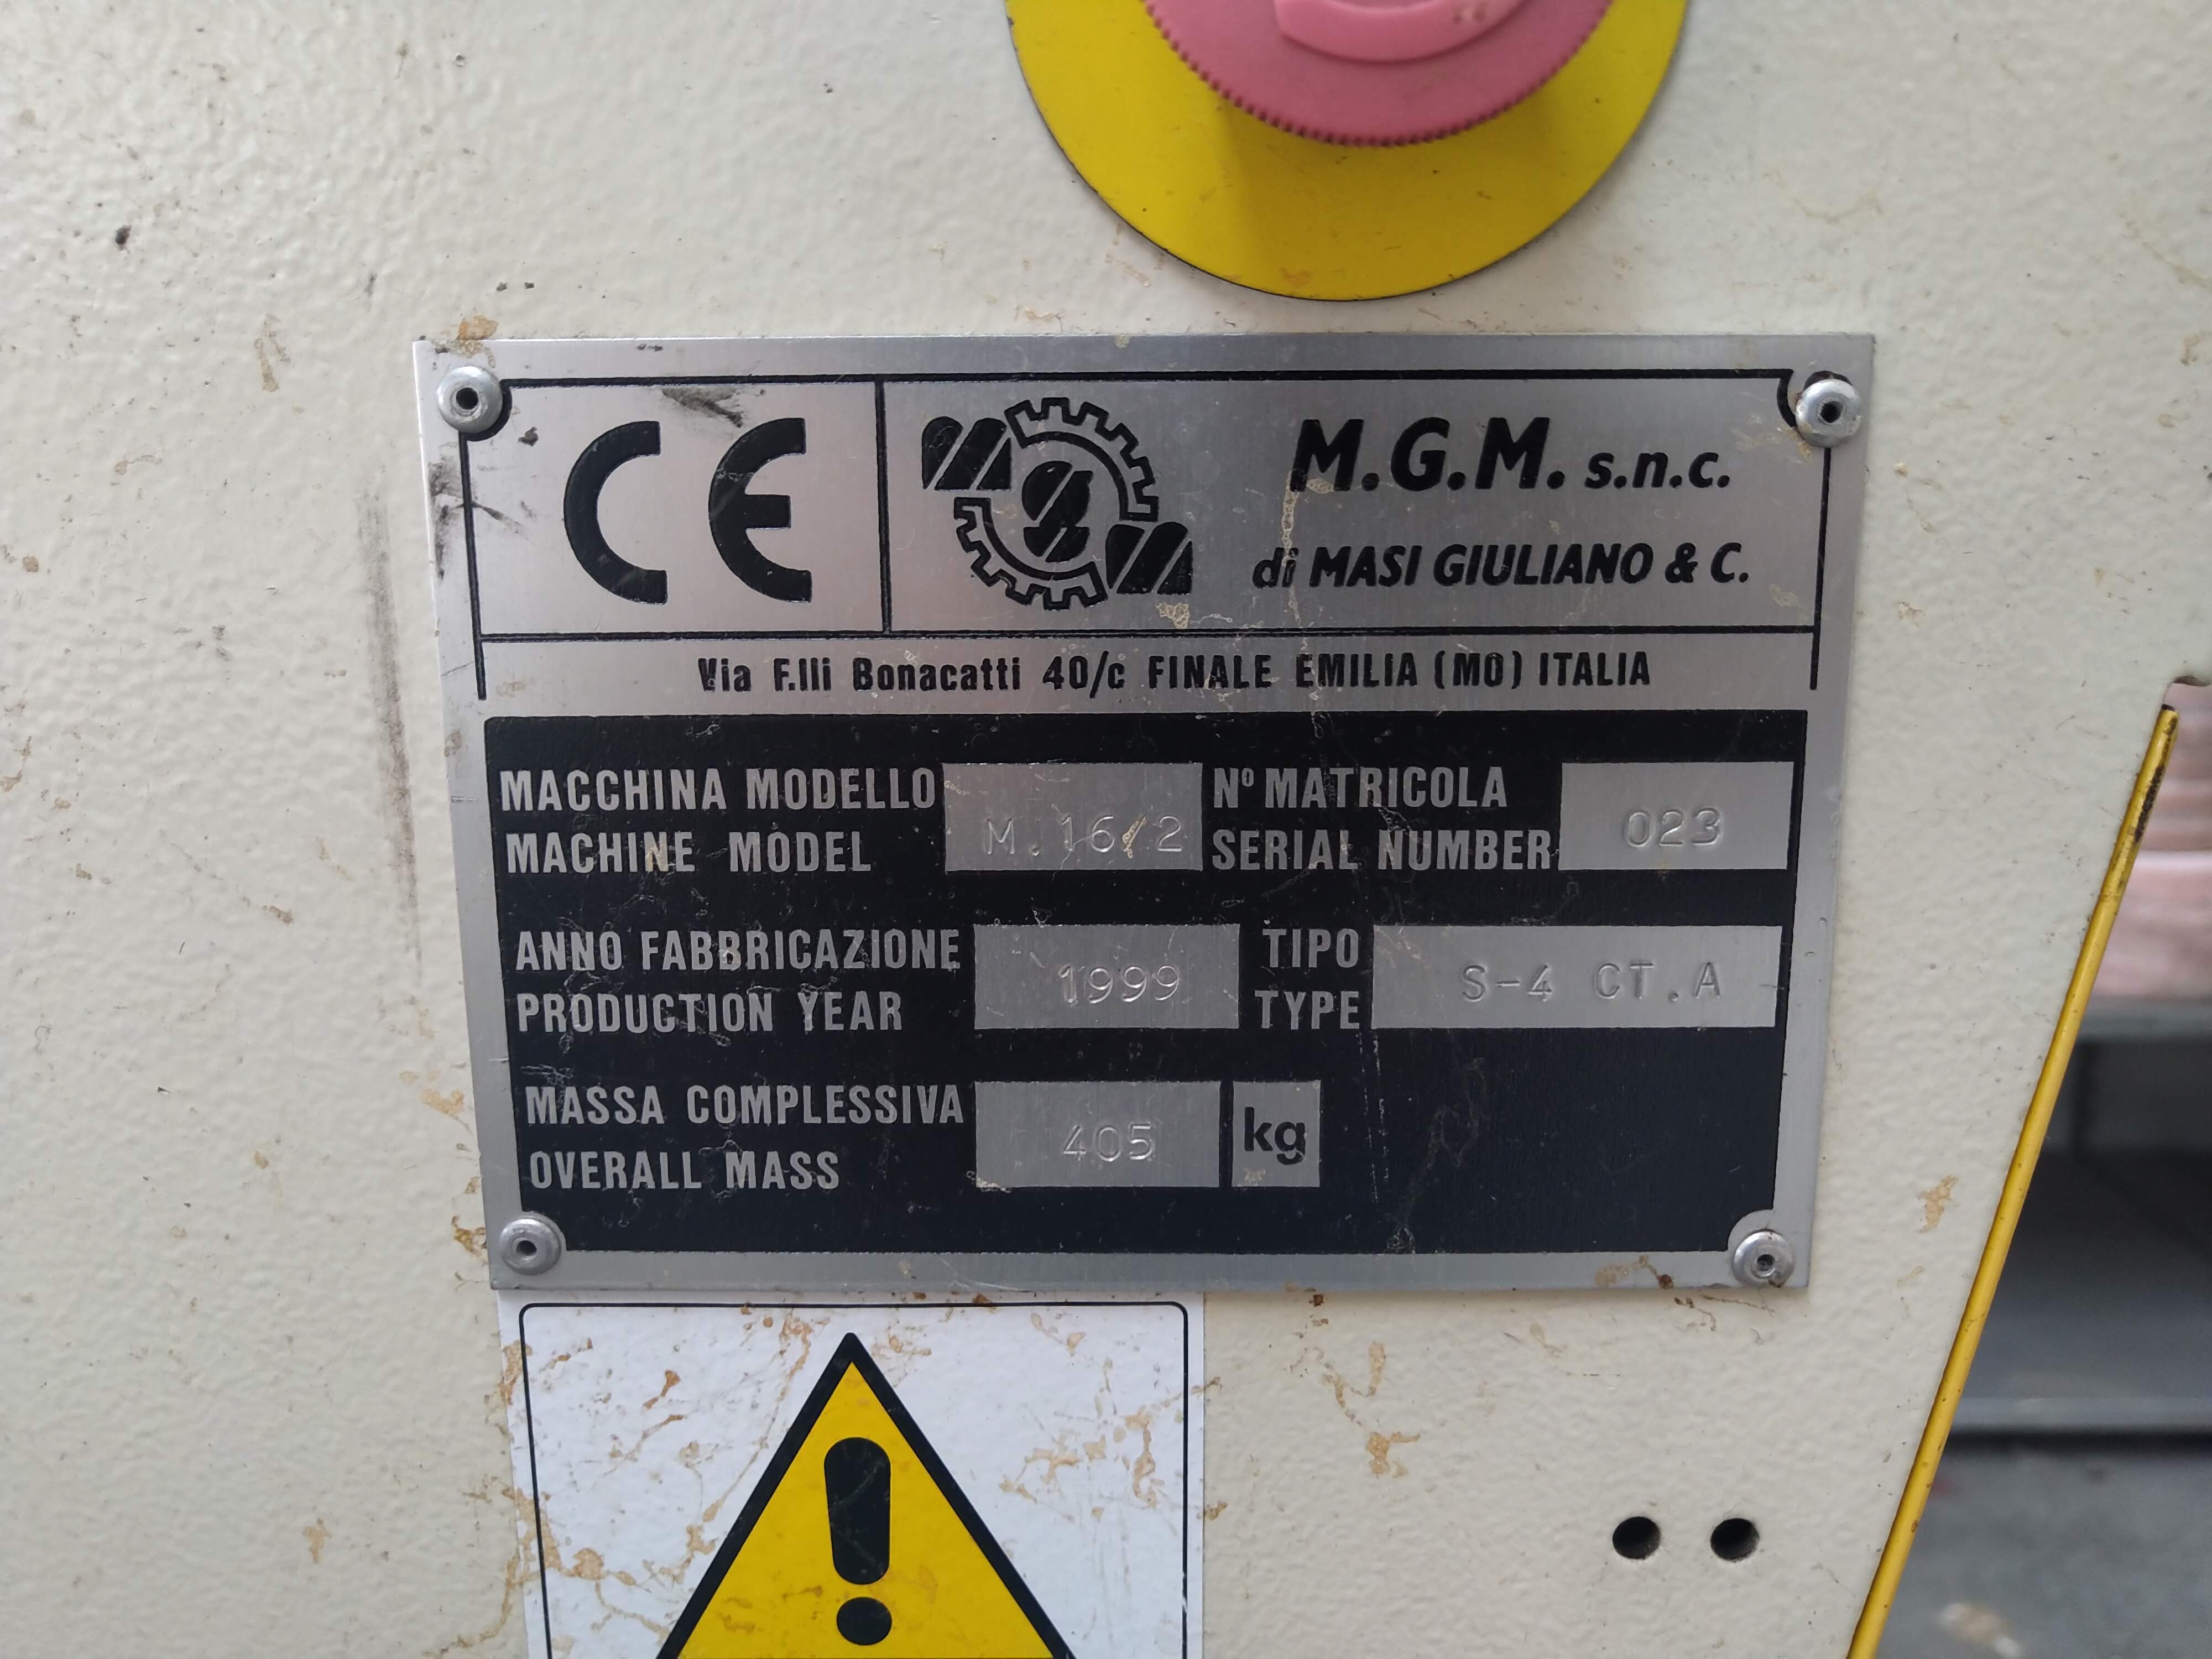 CE
M.G.M. s.n.c.
di MASI GIULIANO & C.
Via F.lli Bonacatti 40/c FINALE EMILIA (MO) ITALIA
MACCHINA MODELLO
MACHINE MODEL
M.16/2
Nº MATRICOLA
SERIAL NUMBER
023
ANNO FABBRICAZIONE
PRODUCTION YEAR
1999
TIPO
TYPE
S-4 CT.A
MASSA COMPLESSIVA
OVERALL MASS
405
kg